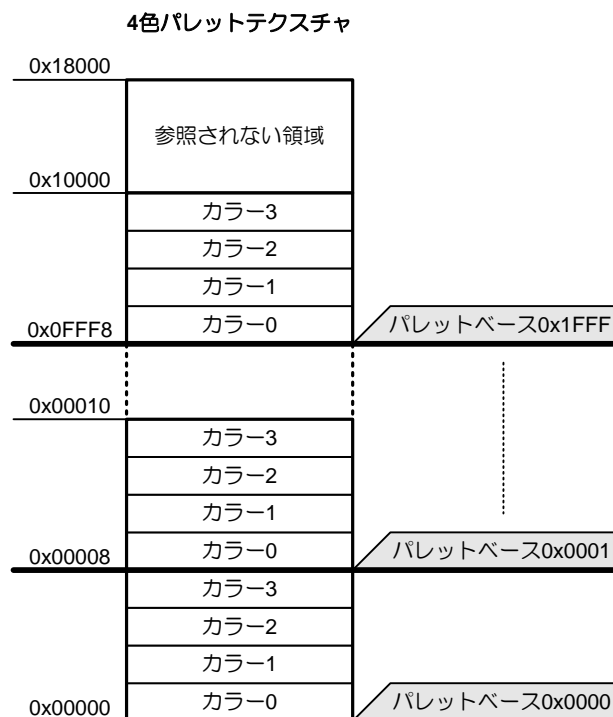 4色パレットテクスチャ
0x18000
参照されない領域
0x10000
カラー3
カラー2
カラー1
カラー0
パレットベース0x1FFF
0x0FFF8
0x00010
カラー3
カラー2
カラー1
カラー0
パレットベース0x0001
0x00008
カラー3
カラー2
カラー1
カラー0
パレットベース0x0000
0x00000